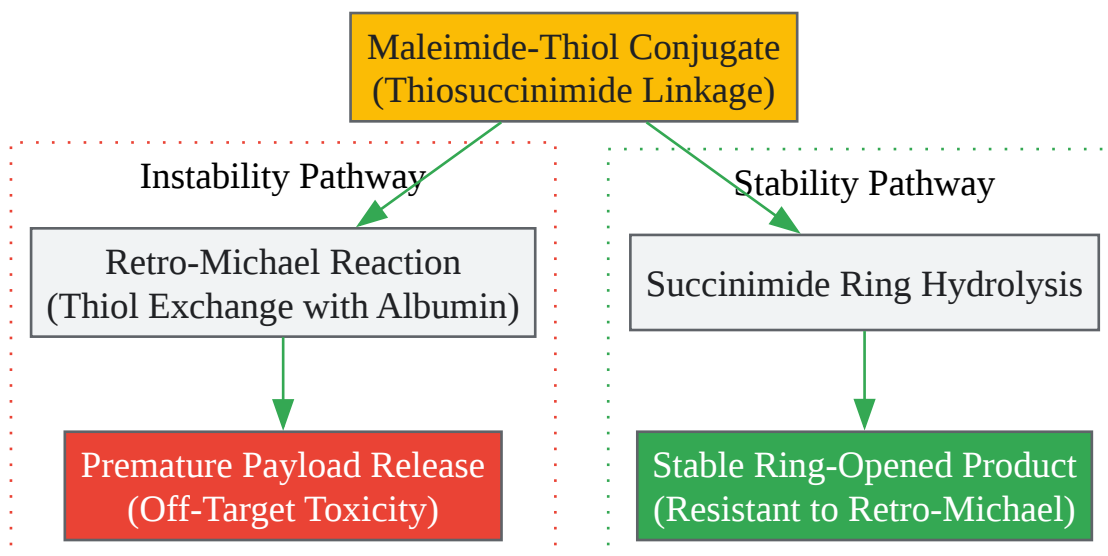 Maleimide-Thiol Conjugate
(Thiosuccinimide Linkage)
Instability Pathway
Retro-Michael Reaction
(Thiol Exchange with Albumin)
Premature Payload Release
(Off-Target Toxicity)
Stability Pathway
Succinimide Ring Hydrolysis
Stable Ring-Opened Product
(Resistant to Retro-Michael)